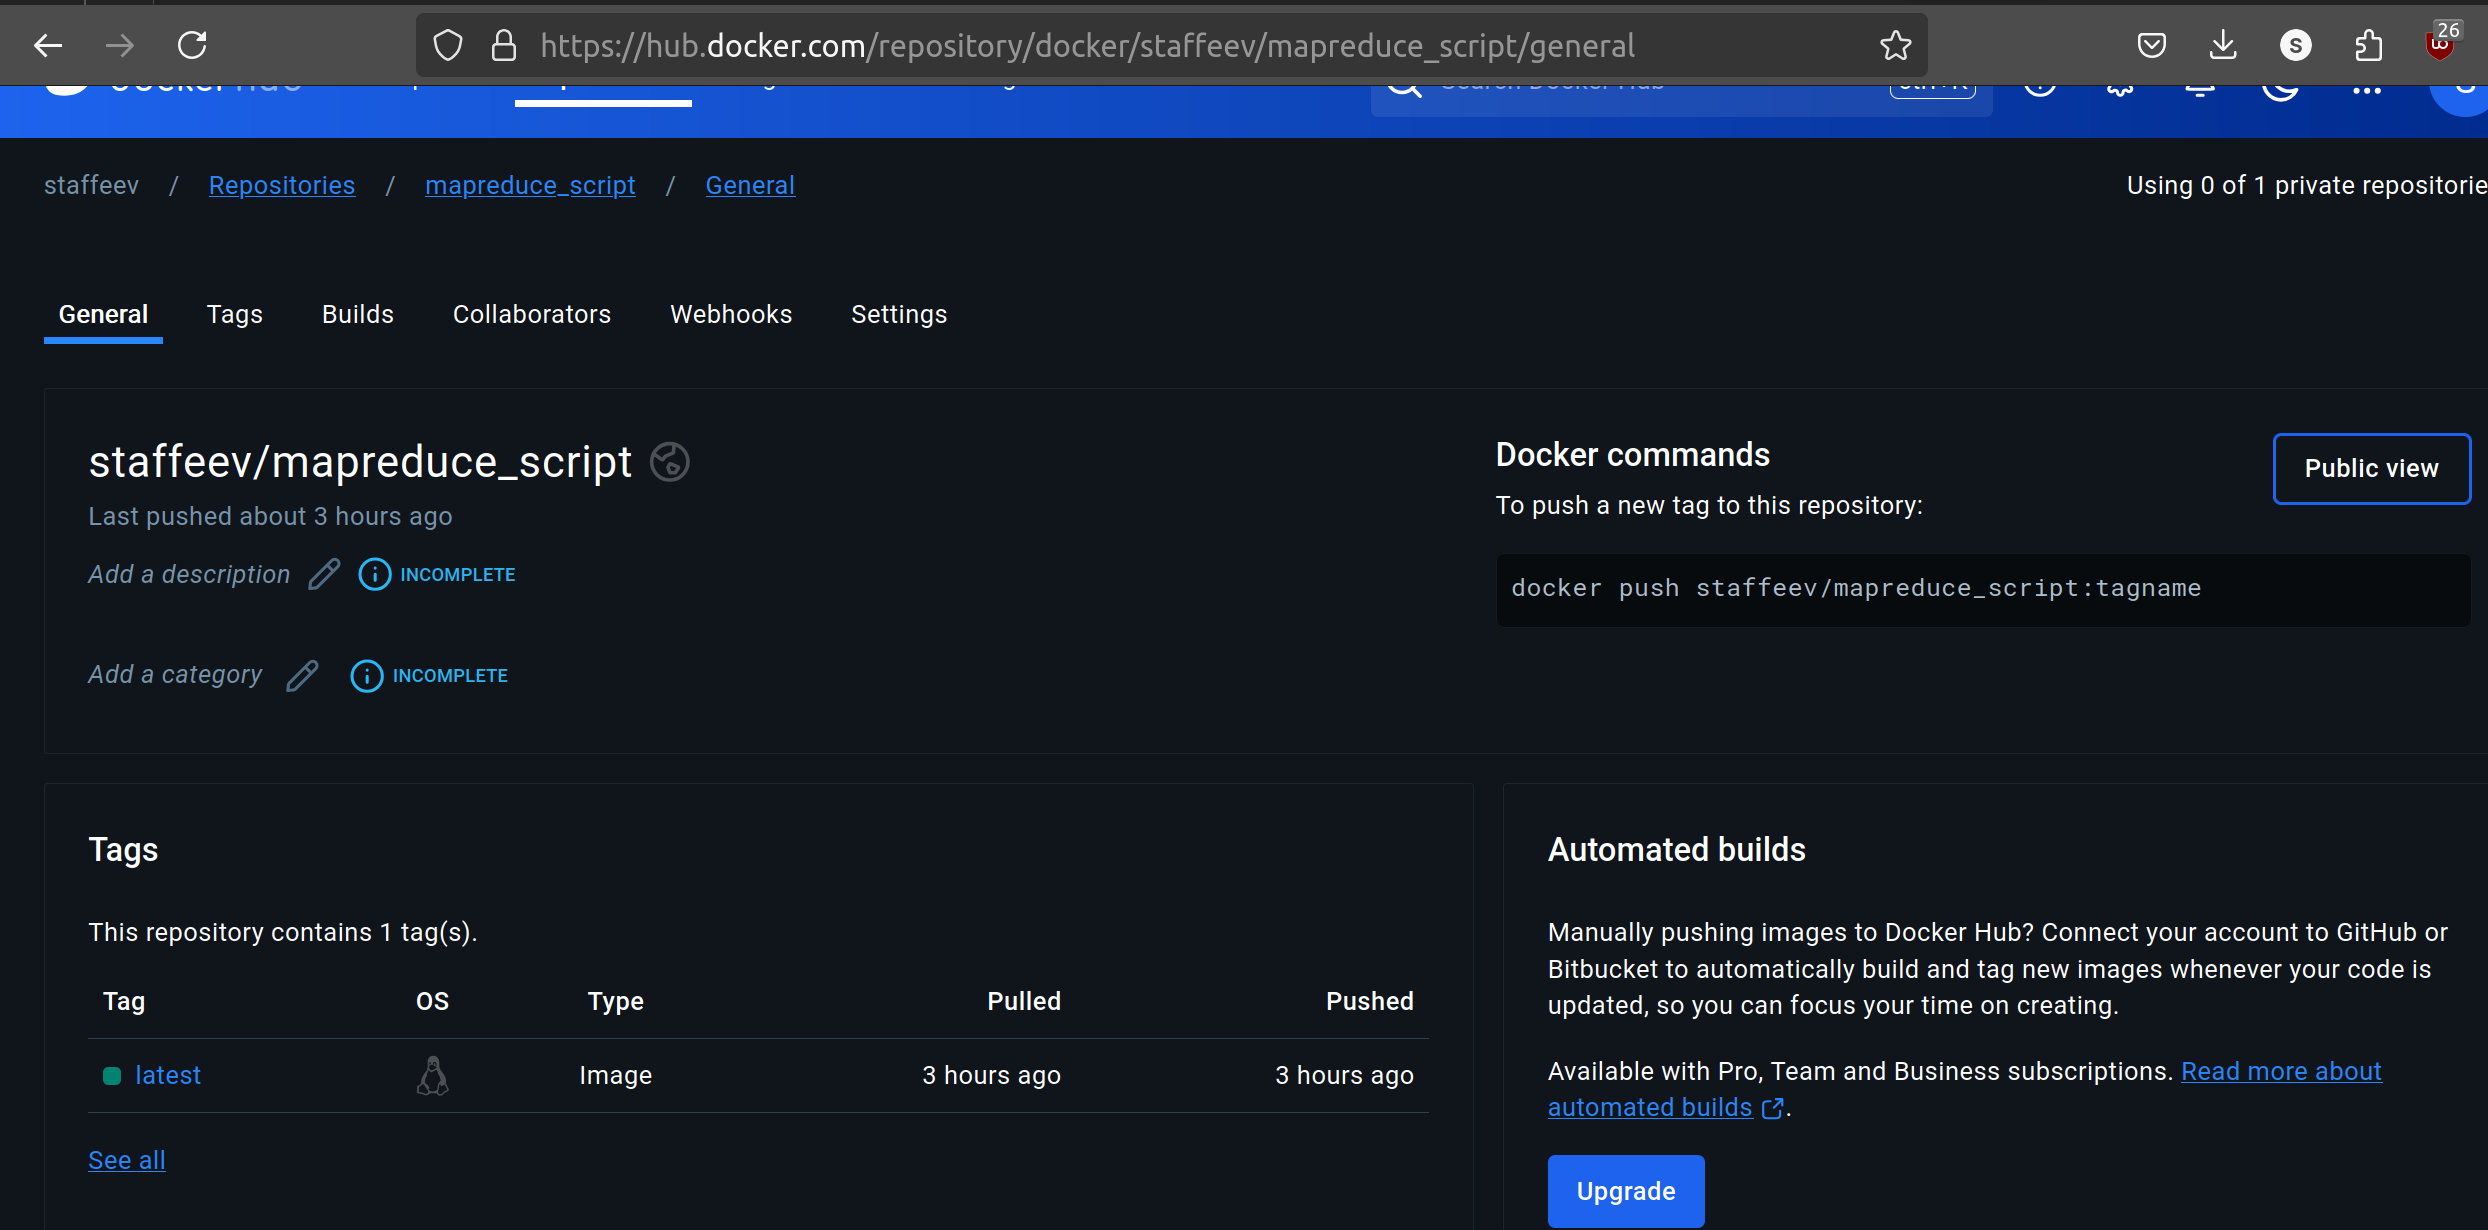 https://hub.docker.com/repository/docker/staffeev/mapreduce_script/general
26
S
staffeev / Repositories / mapreduce_script / General
Using 0 of 1 private repositorie
General Tags Builds Collaborators Webhooks Settings
staffeev/mapreduce_script
Last pushed about 3 hours ago
Add a description INCOMPLETE
Add a category INCOMPLETE
Docker commands
Public view
To push a new tag to this repository:
docker push staffeev/mapreduce_script:tagname
Tags
This repository contains 1 tag(s).
Tag OS Type Pulled Pushed
latest Image 3 hours ago 3 hours ago
See all
Automated builds
Manually pushing images to Docker Hub? Connect your account to GitHub or
Bitbucket to automatically build and tag new images whenever your code is
updated, so you can focus your time on creating.
Available with Pro, Team and Business subscriptions. Read more about
automated builds .
Upgrade